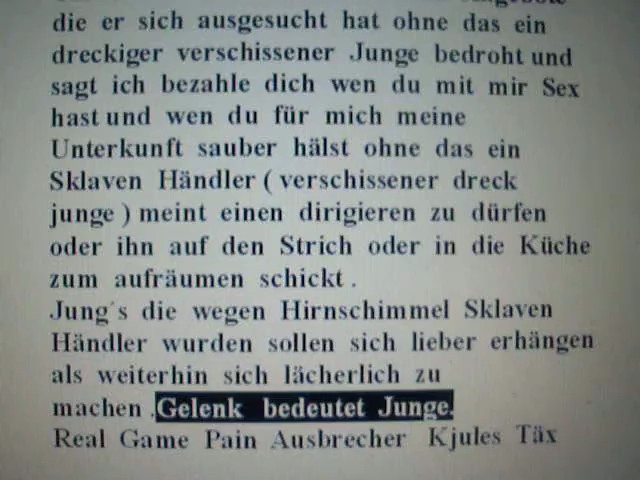 die er sich ausgesucht hat ohne das ein
dreckiger verschissener Junge bedroht und
sagt ich bezahle dich wen du mit mir Sex
hast und wen du für mich meine
Unterkunft sauber hälst ohne das ein
Sklaven Händler ( verschissener dreck
junge ) meint einen dirigieren zu dürfen
oder ihn auf den Strich oder in die Küche
zum aufräumen schickt .
Jung´s die wegen Hirnschimmel Sklaven
Händler wurden sollen sich lieber erhängen
als weiterhin sich lächerlich zu
machen .Gelenk bedeutet Junge.
Real Game Pain Ausbrecher Kjules Täx